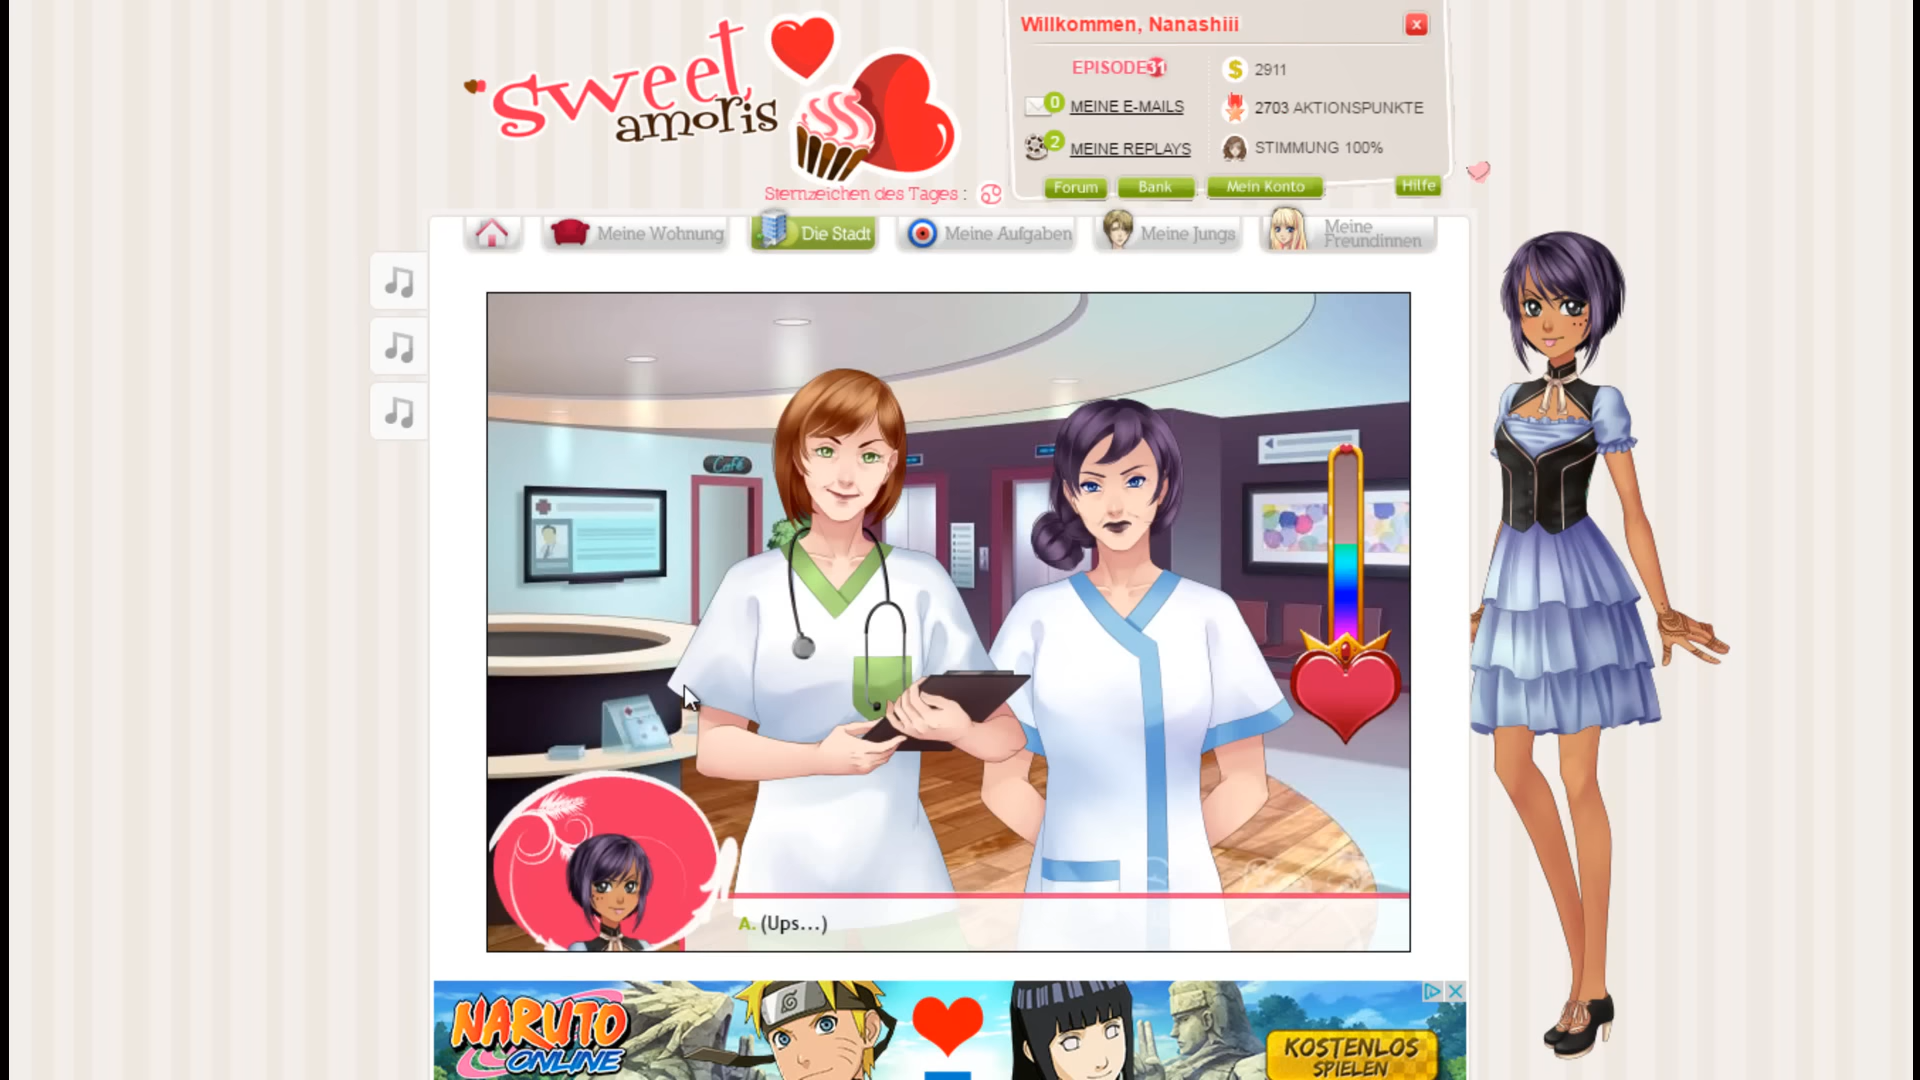 sweet
amoris
Sternzeichen des Tages :
Willkommen, Nanashiii
EPISODE 31
0 MEINE E-MAILS
2 MEINE REPLAYS
$ 2911
2703 AKTIONSPUNKTE
STIMMUNG 100%
Forum
Bank
Mein Konto
Hilfe
Meine Wohnung
Die Stadt
Meine Aufgaben
Meine Jungs
Meine
Freundinnen
Café
A. (Ups...)
NARUTO
ONLINE
KOSTENLOS
SPIELEN